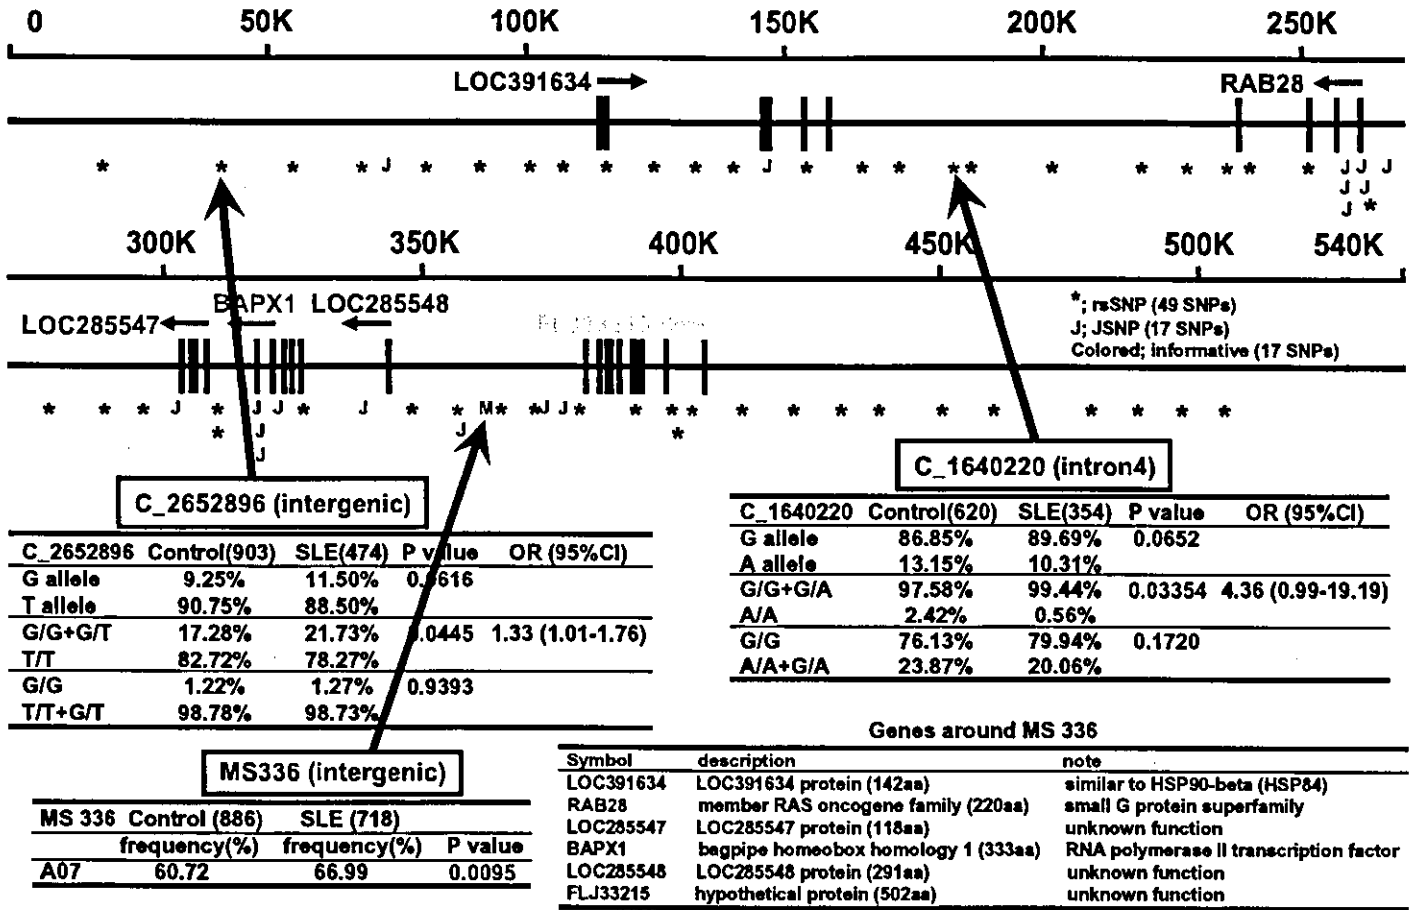 0 50K 100K 150K 200K 250K
LOC391634 RAB28
* * * * J * * * * * * * * * J * * * * * * * * * * * J J J
J J
J *
300K 350K 400K 450K 500K 540K
BAPX1 LOC285548
LOC285547
*; rsSNP (49 SNPs)
J; JSNP (17 SNPs)
Colored; informative (17 SNPs)
* * * J * J J * J * * M * * J J * * * * * * * * * * * * *
* J J *
J
C_2652896 (intergenic)
C_1640220 (intron4)
C_2652896 Control(903) SLE(474) P value OR (95%CI)
G allele 9.25% 11.50% 0.0616
T allele 90.75% 88.50%
G/G+G/T 17.28% 21.73% 0.0445 1.33 (1.01-1.76)
T/T 82.72% 78.27%
G/G 1.22% 1.27% 0.9393
T/T+G/T 98.78% 98.73%
C_1640220 Control(620) SLE(354) P value OR (95%CI)
G allele 86.85% 89.69% 0.0652
A allele 13.15% 10.31%
G/G+G/A 97.58% 99.44% 0.03354 4.36 (0.99-19.19)
A/A 2.42% 0.56%
G/G 76.13% 79.94% 0.1720
A/A+G/A 23.87% 20.06%
MS336 (intergenic)
MS 336 Control (886) SLE (718)
frequency(%) frequency(%) P value
A07 60.72 66.99 0.0095
Genes around MS 336
Symbol description note
LOC391634 LOC391634 protein (142aa) similar to HSP90-beta (HSP84)
RAB28 member RAS oncogene family (220aa) small G protein superfamily
LOC285547 LOC285547 protein (118aa) unknown function
BAPX1 bagpipe homeobox homology 1 (333aa) RNA polymerase II transcription factor
LOC285548 LOC285548 protein (291aa) unknown function
FLJ33215 hypothetical protein (502aa) unknown function